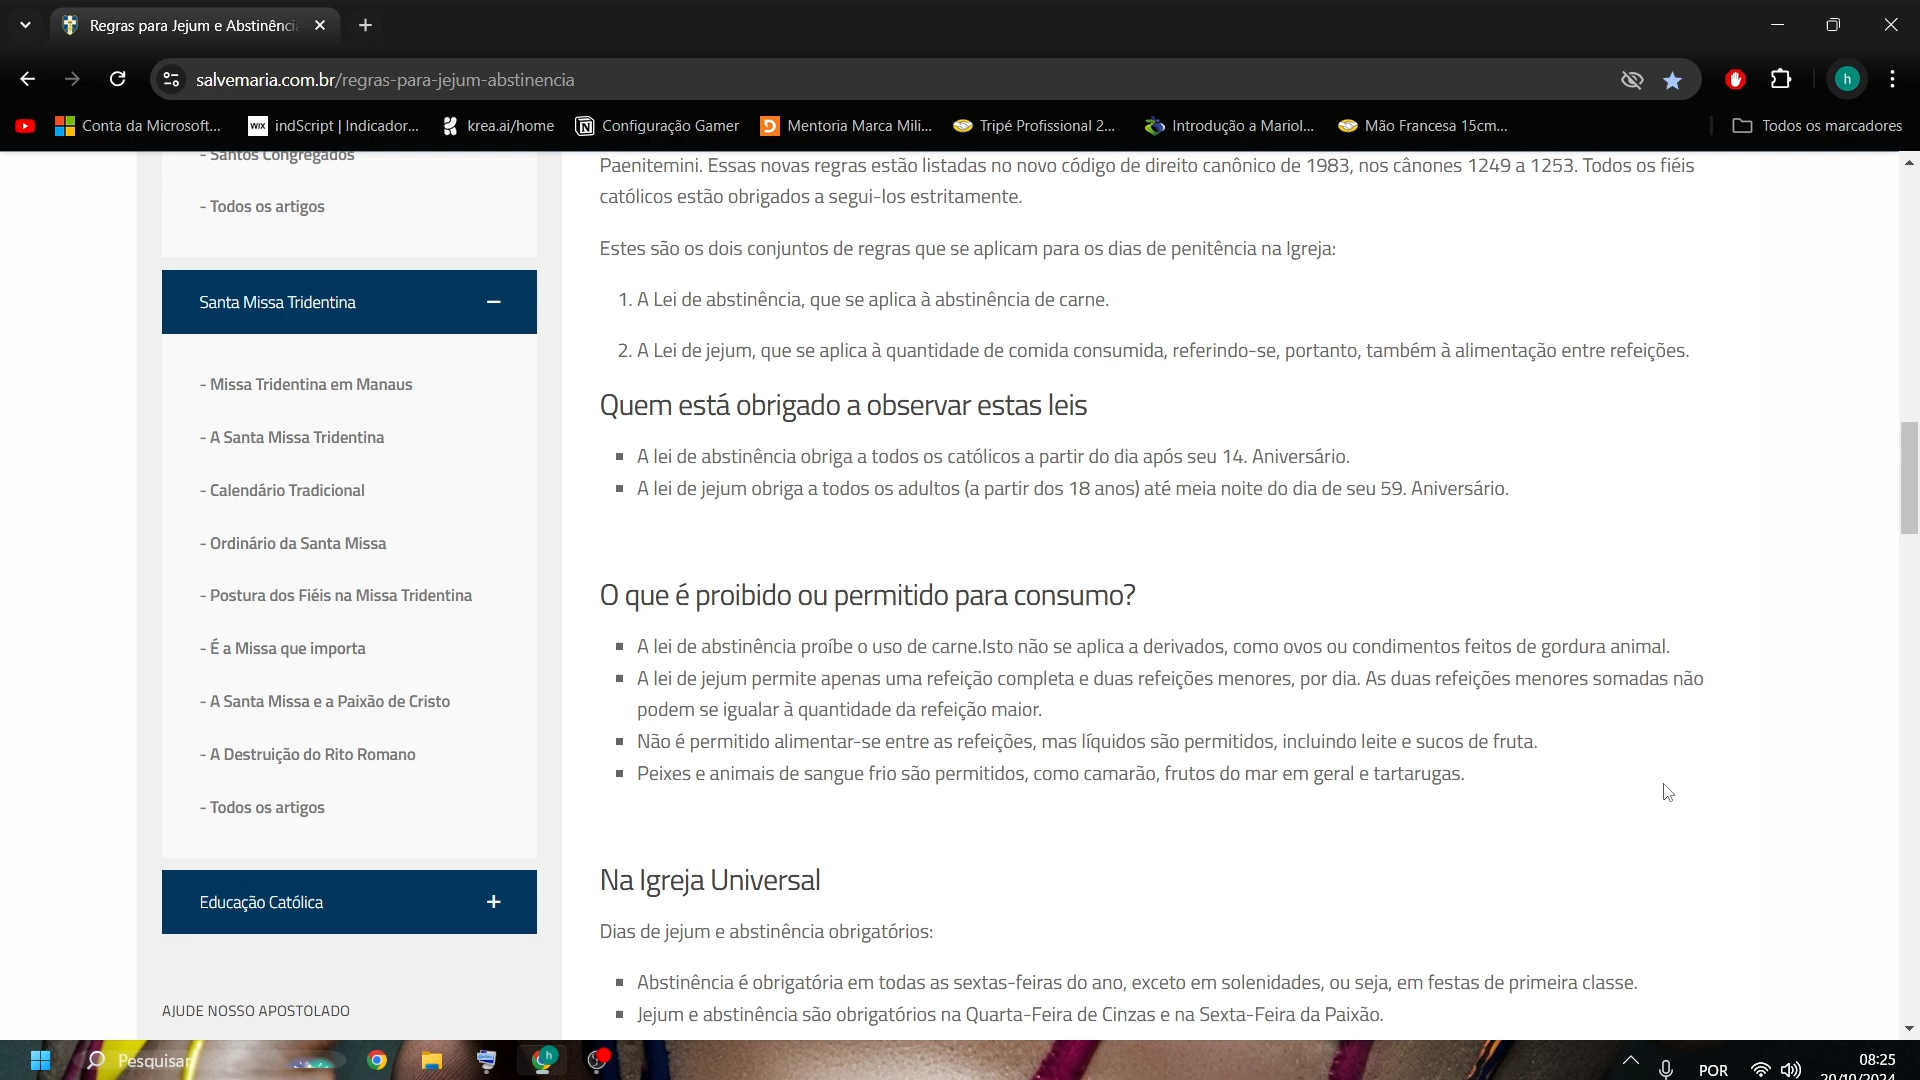 Regras para Jejum e Abstinênci
salvemaria.com.br/regras-para-jejum-abstinencia
h
Conta da Microsoft...
WIX
indScript | Indicador...
krea.ai/home
Configuração Gamer
Mentoria Marca Mili...
Tripé Profissional 2...
Introdução a Mariol...
Mão Francesa 15cm...
Todos os marcadores
- Santos Congregados
- Todos os artigos
Santa Missa Tridentina
- Missa Tridentina em Manaus
- A Santa Missa Tridentina
- Calendário Tradicional
- Ordinário da Santa Missa
- Postura dos Fiéis na Missa Tridentina
- É a Missa que importa
- A Santa Missa e a Paixão de Cristo
- A Destruição do Rito Romano
- Todos os artigos
Educação Católica
AJUDE NOSSO APOSTOLADO
Paenitemini. Essas novas regras estão listadas no novo código de direito canônico de 1983, nos cânones 1249 a 1253. Todos os fiéis
católicos estão obrigados a segui-los estritamente.
Estes são os dois conjuntos de regras que se aplicam para os dias de penitência na Igreja:
1. A Lei de abstinência, que se aplica à abstinência de carne.
2. A Lei de jejum, que se aplica à quantidade de comida consumida, referindo-se, portanto, também à alimentação entre refeições.
Quem está obrigado a observar estas leis
A lei de abstinência obriga a todos os católicos a partir do dia após seu 14. Aniversário.
A lei de jejum obriga a todos os adultos (a partir dos 18 anos) até meia noite do dia de seu 59. Aniversário.
O que é proibido ou permitido para consumo?
A lei de abstinência proíbe o uso de carne.Isto não se aplica a derivados, como ovos ou condimentos feitos de gordura animal.
A lei de jejum permite apenas uma refeição completa e duas refeições menores, por dia. As duas refeições menores somadas não
podem se igualar à quantidade da refeição maior.
Não é permitido alimentar-se entre as refeições, mas líquidos são permitidos, incluindo leite e sucos de fruta.
Peixes e animais de sangue frio são permitidos, como camarão, frutos do mar em geral e tartarugas.
Na Igreja Universal
Dias de jejum e abstinência obrigatórios:
Abstinência é obrigatória em todas as sextas-feiras do ano, exceto em solenidades, ou seja, em festas de primeira classe.
Jejum e abstinência são obrigatórios na Quarta-Feira de Cinzas e na Sexta-Feira da Paixão.
Pesquisar
h
POR
08:25
20/10/2024